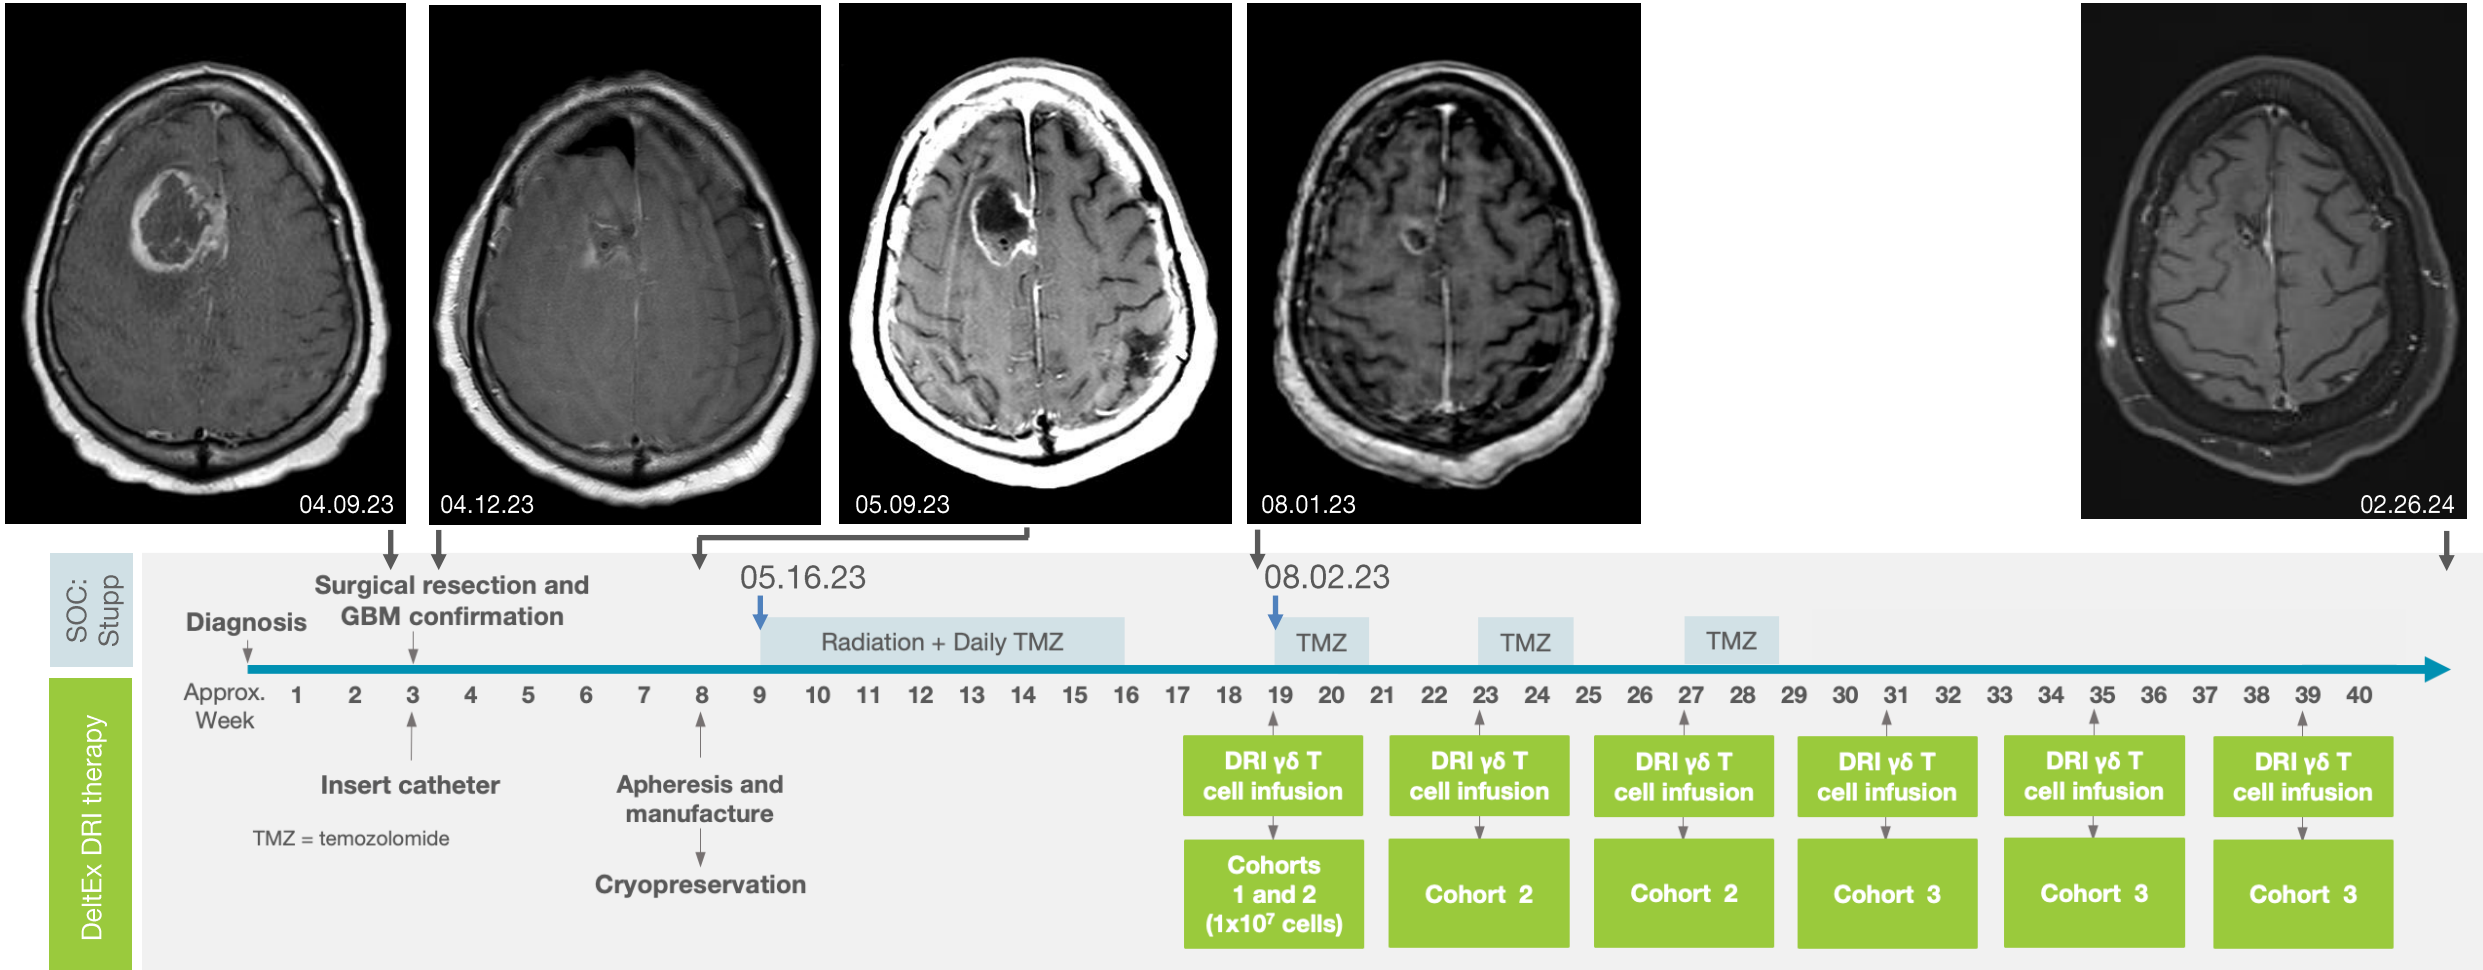 04.09.23
04.12.23
05.09.23
08.01.23
02.26.24
SOC:
Stupp
Diagnosis
Surgical resection and
GBM confirmation
05.16.23
08.02.23
Radiation + Daily TMZ
TMZ
TMZ
TMZ
Approx.
Week
1 2 3 4 5 6 7 8 9 10 11 12 13 14 15 16 17 18 19 20 21 22 23 24 25 26 27 28 29 30 31 32 33 34 35 36 37 38 39 40
DeltEx DRI therapy
Insert catheter
TMZ = temozolomide
Apheresis and
manufacture
Cryopreservation
DRI γδ T
cell infusion
DRI γδ T
cell infusion
DRI γδ T
cell infusion
DRI γδ T
cell infusion
DRI γδ T
cell infusion
DRI γδ T
cell infusion
Cohorts
1 and 2
(1x10⁷ cells)
Cohort 2
Cohort 2
Cohort 3
Cohort 3
Cohort 3